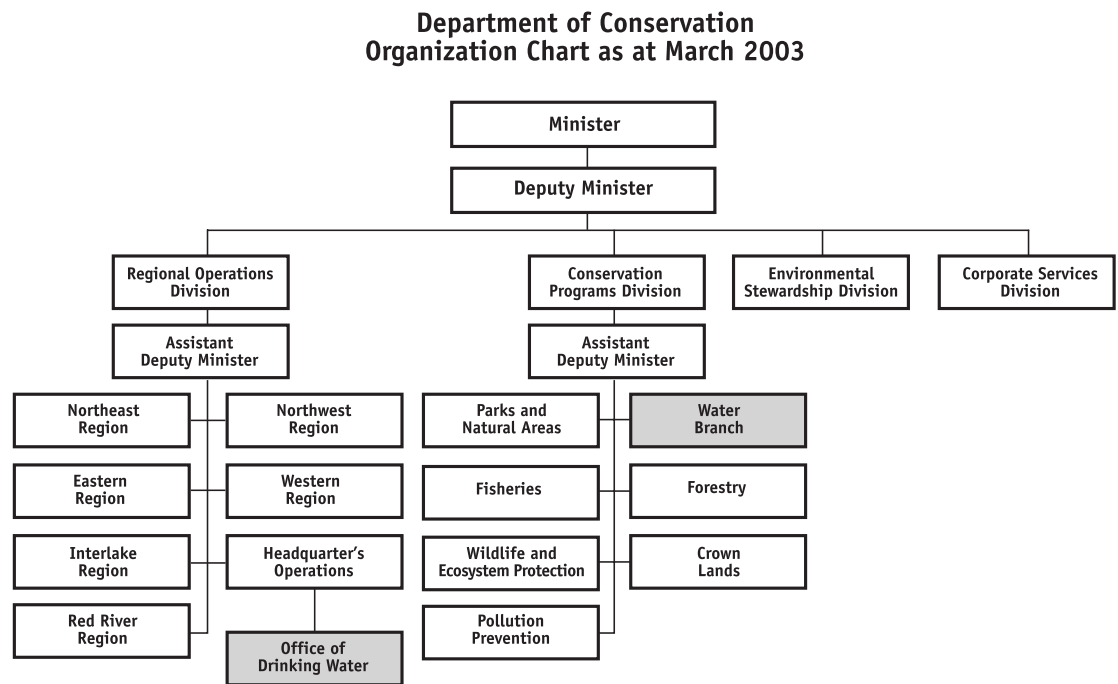 Department of Conservation
Organization Chart as at March 2003
Minister
Deputy Minister
Regional Operations
Division
Conservation
Programs Division
Environmental
Stewardship Division
Corporate Services
Division
Assistant
Deputy Minister
Assistant
Deputy Minister
Northeast
Region
Northwest
Region
Parks and
Natural Areas
Water
Branch
Eastern
Region
Western
Region
Fisheries
Forestry
Interlake
Region
Headquarter's
Operations
Wildlife and
Ecosystem Protection
Crown
Lands
Red River
Region
Office of
Drinking Water
Pollution
Prevention